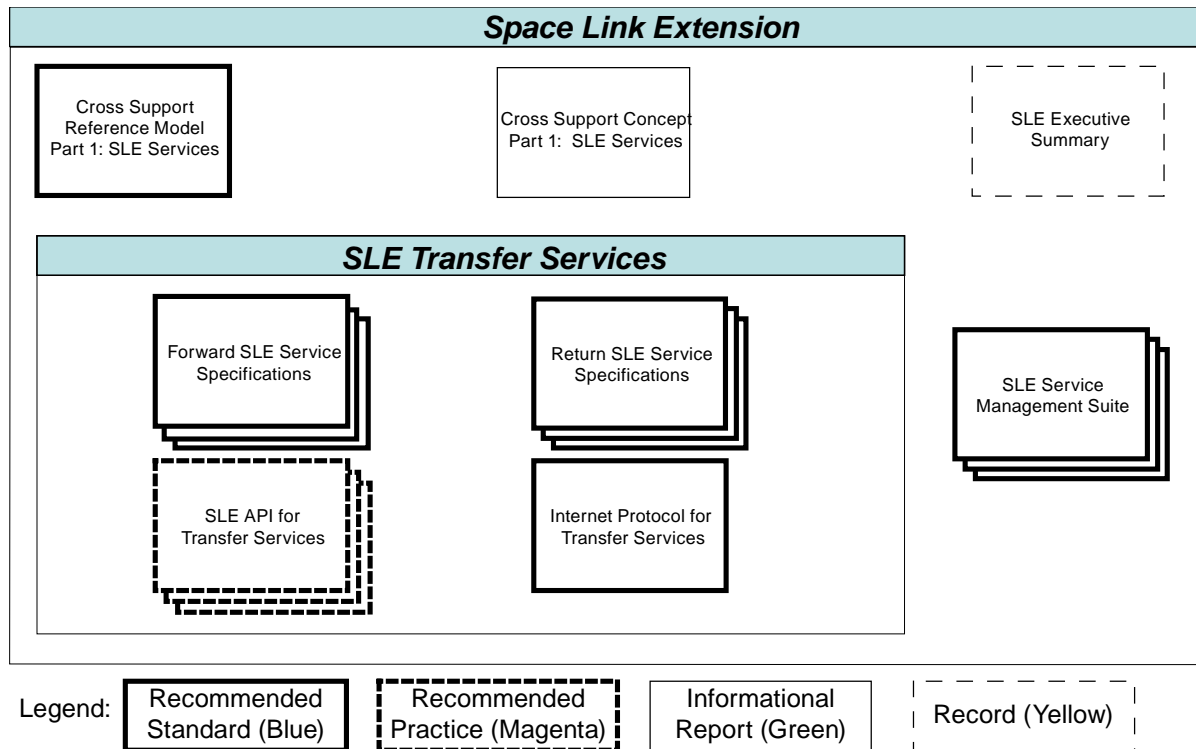 Space Link Extension
Cross Support
Reference Model
Part 1: SLE Services
Cross Support Concept
Part 1: SLE Services
SLE Executive
Summary
SLE Transfer Services
Forward SLE Service
Specifications
Return SLE Service
Specifications
SLE Service
Management Suite
SLE API for
Transfer Services
Internet Protocol for
Transfer Services
Legend:
Recommended
Standard (Blue)
Recommended
Practice (Magenta)
Informational
Report (Green)
Record (Yellow)